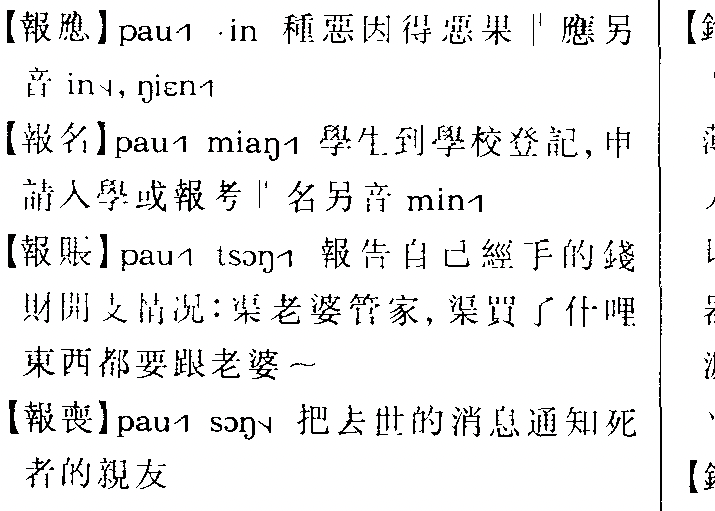 【報應】pau˧˥ ·in 種惡因得惡果‖應另
音 in˧˩, ŋiɛn˧˥
【報名】pau˧˥ miaŋ˧˥ 學生到學校登記,申
請入學或報考‖名另音 min˧˥
【報賬】pau˧˥ tsɔŋ˧˥ 報告自己經手的錢
財開支情況:渠老婆管家,渠買了什哩
東西都要跟老婆~
【報喪】pau˧˥ sɔŋ˧˩ 把去世的消息通知死
者的親友